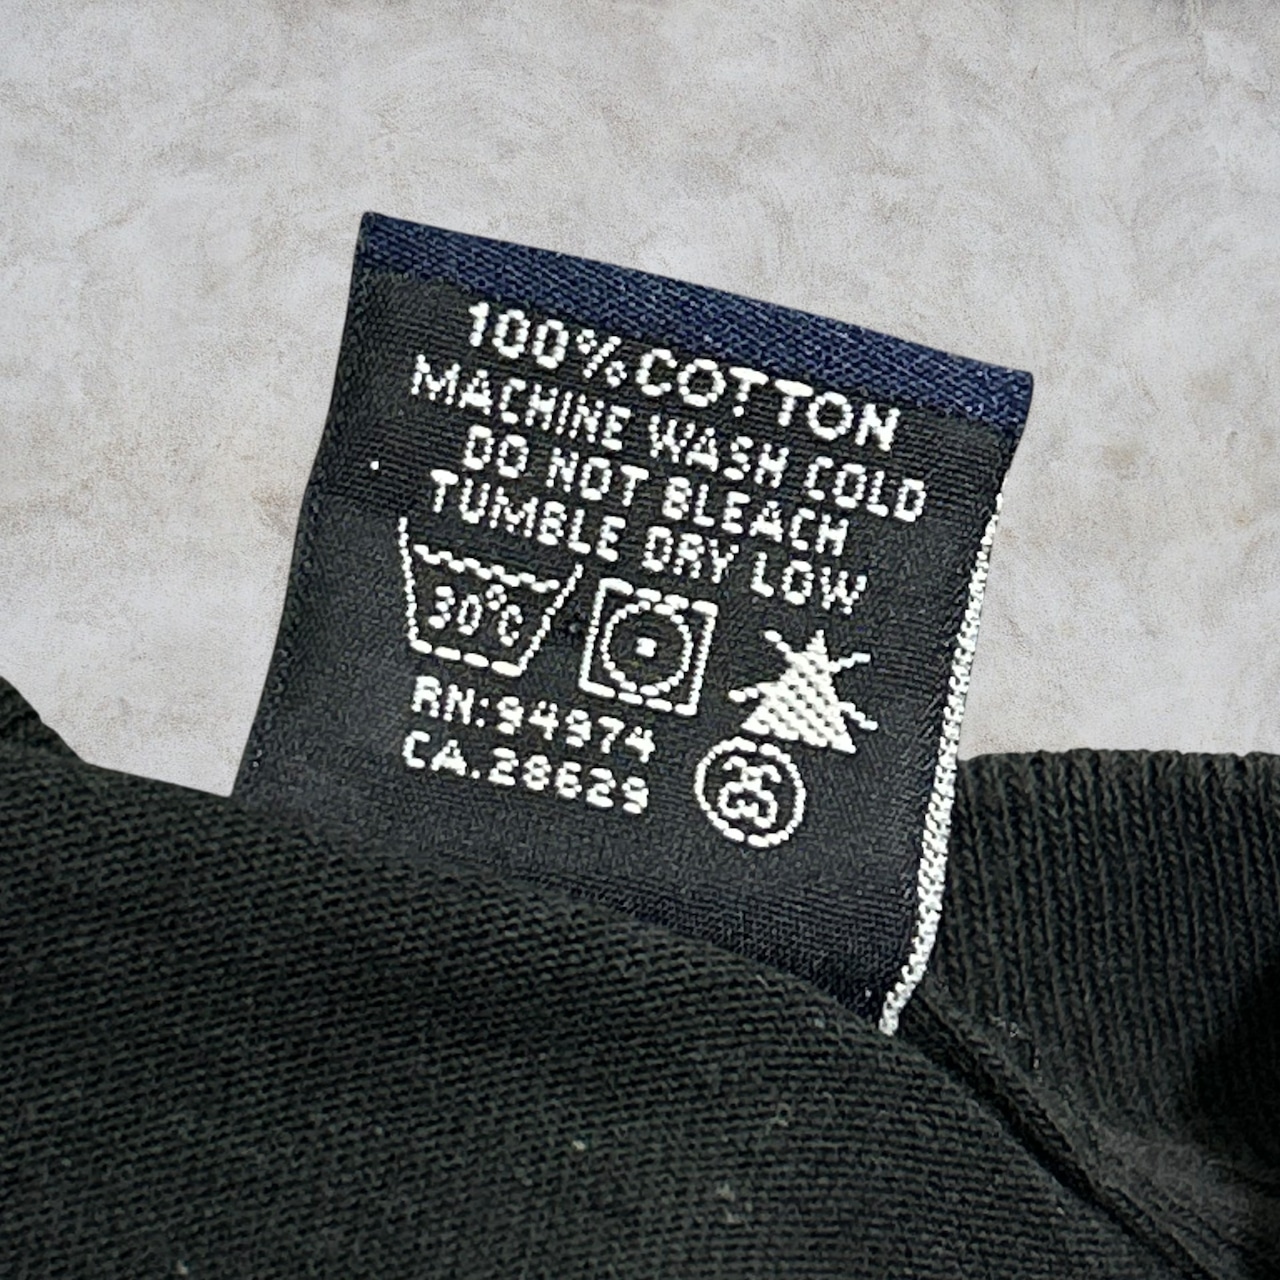 100% COTTON
MACHINE WASH COLD
DO NOT BLEACH
TUMBLE DRY LOW
30°C
RN:94974
CA.28629